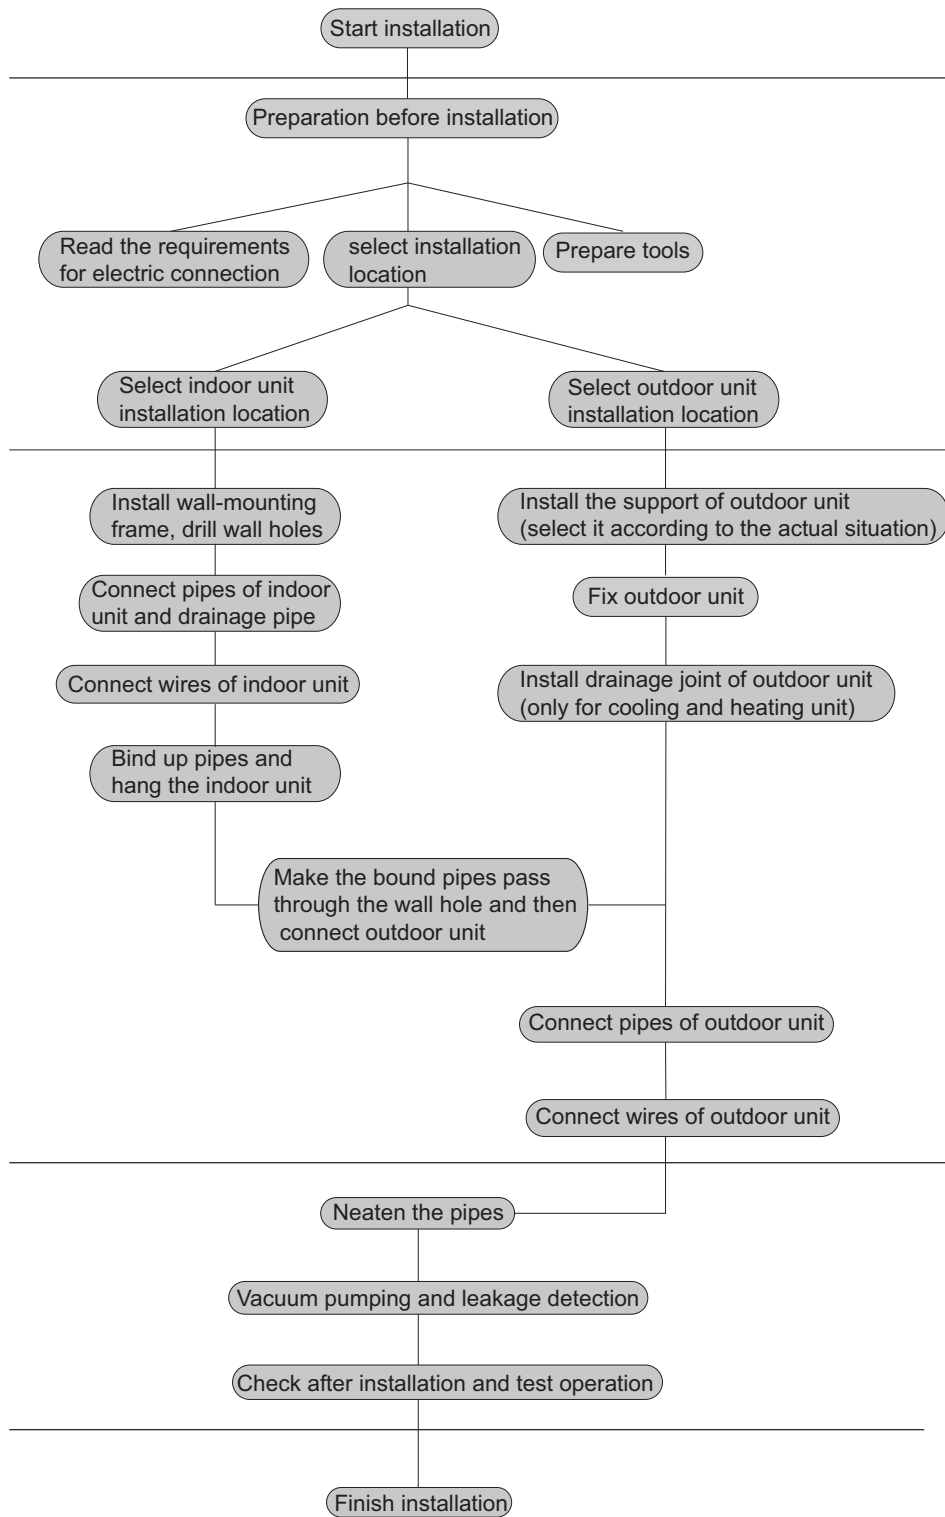 Start installation
Preparation before installation
Read the requirements
for electric connection
select installation
location
Prepare tools
Select indoor unit
installation location
Select outdoor unit
installation location
Install wall-mounting
frame, drill wall holes
Install the support of outdoor unit
(select it according to the actual situation)
Connect pipes of indoor
unit and drainage pipe
Fix outdoor unit
Connect wires of indoor unit
Install drainage joint of outdoor unit
(only for cooling and heating unit)
Bind up pipes and
hang the indoor unit
Make the bound pipes pass
through the wall hole and then
connect outdoor unit
Connect pipes of outdoor unit
Connect wires of outdoor unit
Neaten the pipes
Vacuum pumping and leakage detection
Check after installation and test operation
Finish installation